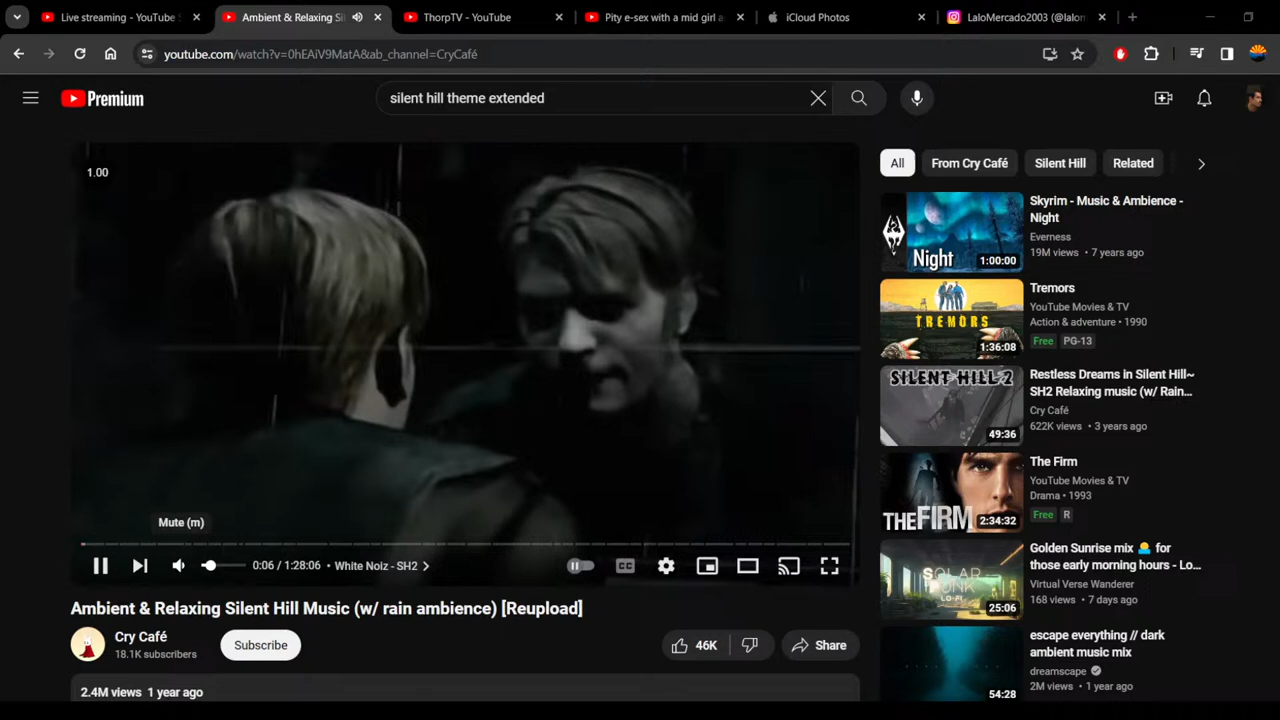 Live streaming - YouTube S
Ambient & Relaxing Sil
ThorpTV - YouTube
Pity e-sex with a mid girl a
iCloud Photos
LaloMercado2003 (@lalom
youtube.com/watch?v=0hEAiV9MatA&ab_channel=CryCafé
Premium
silent hill theme extended
1.00
Mute (m)
0:06 / 1:28:06 • White Noiz - SH2
CC
Ambient & Relaxing Silent Hill Music (w/ rain ambience) [Reupload]
Cry Café
18.1K subscribers
Subscribe
46K
Share
2.4M views 1 year ago
All
From Cry Café
Silent Hill
Related
Night
1:00:00
Skyrim - Music & Ambience -
Night
Everness
19M views • 7 years ago
TREMORS
1:36:08
Tremors
YouTube Movies & TV
Action & adventure • 1990
Free PG-13
SILENT HILL 2
49:36
Restless Dreams in Silent Hill~
SH2 Relaxing music (w/ Rain...
Cry Café
622K views • 3 years ago
THE FIRM
2:34:32
The Firm
YouTube Movies & TV
Drama • 1993
Free R
SOLAR
PUNK
LO-FI
25:06
Golden Sunrise mix 🌅 for
those early morning hours - Lo...
Virtual Verse Wanderer
168 views • 7 days ago
54:28
escape everything // dark
ambient music mix
dreamscape
2M views • 1 year ago